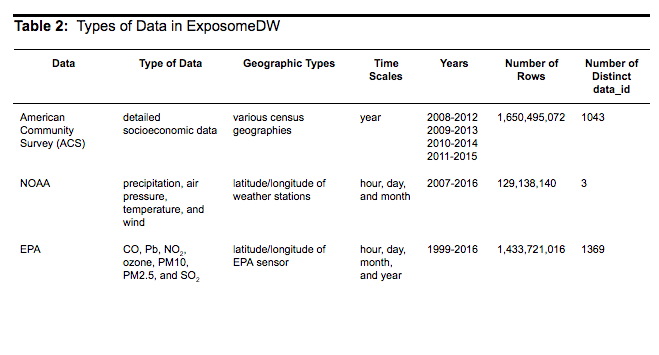 Table 2: Types of Data in ExposomeDW
Data Type of Data Geographic Types Time Scales Years Number of Rows Number of Distinct data_id
American Community Survey (ACS) detailed socioeconomic data various census geographies year 2008-2012 2009-2013 2010-2014 2011-2015 1,650,495,072 1043
NOAA precipitation, air pressure, temperature, and wind latitude/longitude of weather stations hour, day, and month 2007-2016 129,138,140 3
EPA CO, Pb, NO₂, ozone, PM10, PM2.5, and SO₂ latitude/longitude of EPA sensor hour, day, month, and year 1999-2016 1,433,721,016 1369